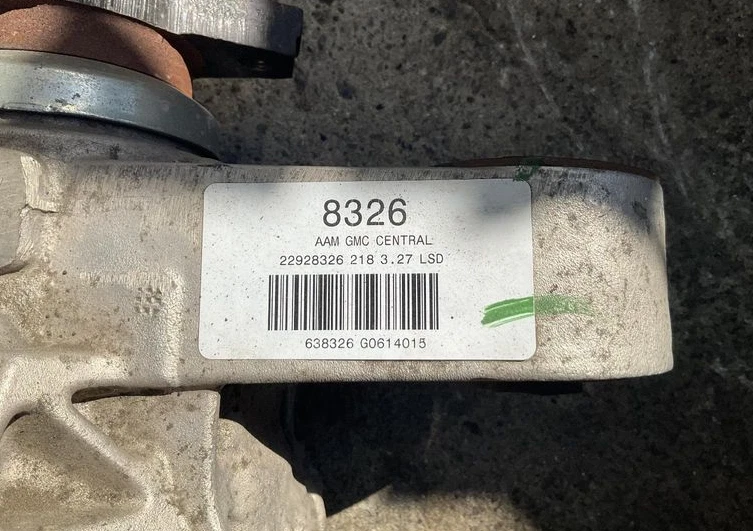 8326
AAM GMC CENTRAL
22928326 218 3.27 LSD
638326 G0614015